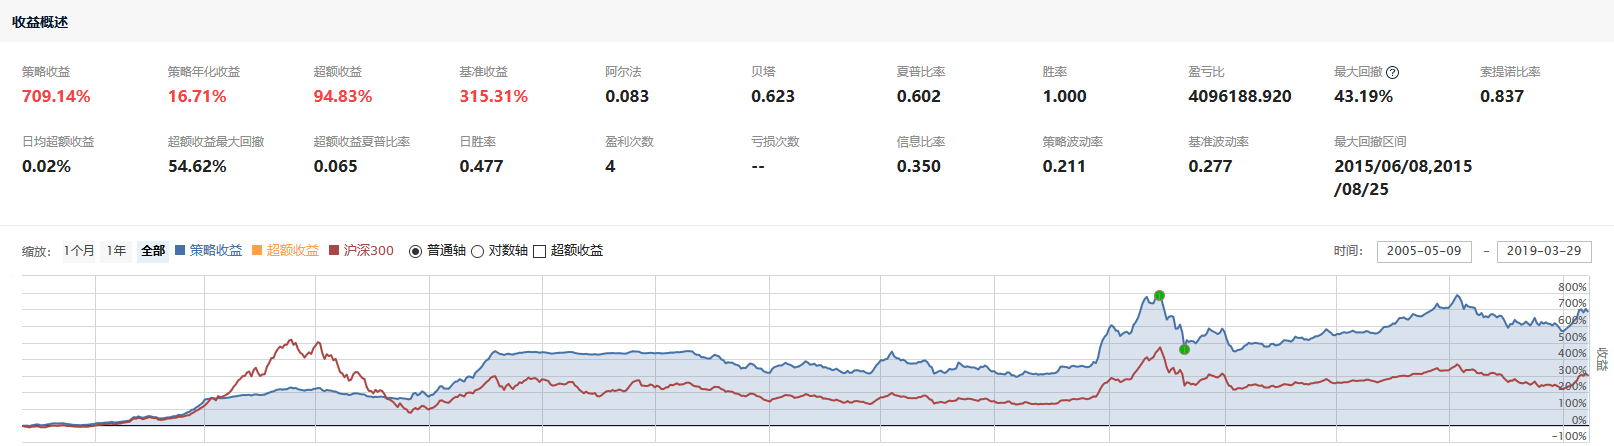 收益概述
策略收益 策略年化收益 超额收益 基准收益 阿尔法 贝塔 夏普比率 胜率 盈亏比 最大回撤 ? 索提诺比率
709.14% 16.71% 94.83% 315.31% 0.083 0.623 0.602 1.000 4096188.920 43.19% 0.837
日均超额收益 超额收益最大回撤 超额收益夏普比率 日胜率 盈利次数 亏损次数 信息比率 策略波动率 基准波动率 最大回撤区间
0.02% 54.62% 0.065 0.477 4 -- 0.350 0.211 0.277 2015/06/08,2015
/08/25
缩放: 1个月 1年 全部 策略收益 超额收益 沪深300 普通轴 对数轴 超额收益 时间: 2005-05-09 - 2019-03-29
800%
700%
600%
500%
400%
300%
200%
100%
0%
-100%
收益